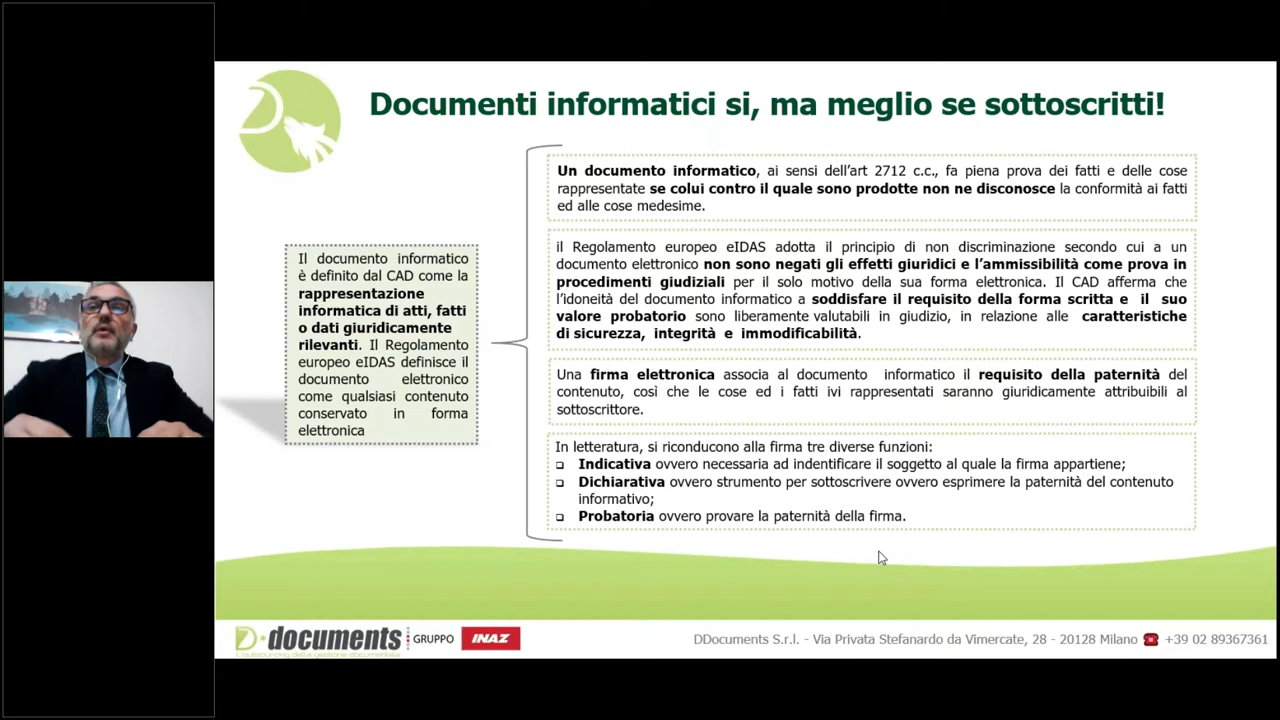 Documenti informatici si, ma meglio se sottoscritti!
Il documento informatico
è definito dal CAD come la
rappresentazione
informatica di atti, fatti
o dati giuridicamente
rilevanti. Il Regolamento
europeo eIDAS definisce il
documento elettronico
come qualsiasi contenuto
conservato in forma
elettronica
Un documento informatico, ai sensi dell'art 2712 c.c., fa piena prova dei fatti e delle cose
rappresentate se colui contro il quale sono prodotte non ne disconosce la conformità ai fatti
ed alle cose medesime.
il Regolamento europeo eIDAS adotta il principio di non discriminazione secondo cui a un
documento elettronico non sono negati gli effetti giuridici e l'ammissibilità come prova in
procedimenti giudiziali per il solo motivo della sua forma elettronica. Il CAD afferma che
l'idoneità del documento informatico a soddisfare il requisito della forma scritta e il suo
valore probatorio sono liberamente valutabili in giudizio, in relazione alle caratteristiche
di sicurezza, integrità e immodificabilità.
Una firma elettronica associa al documento informatico il requisito della paternità del
contenuto, così che le cose ed i fatti ivi rappresentati saranno giuridicamente attribuibili al
sottoscrittore.
In letteratura, si riconducono alla firma tre diverse funzioni:
Indicativa ovvero necessaria ad indentificare il soggetto al quale la firma appartiene;
Dichiarativa ovvero strumento per sottoscrivere ovvero esprimere la paternità del contenuto
informativo;
Probatoria ovvero provare la paternità della firma.
D·documents GRUPPO INAZ
L'outsourcing della gestione documentale
DDocuments S.r.l. - Via Privata Stefanardo da Vimercate, 28 - 20128 Milano ☎ +39 02 89367361